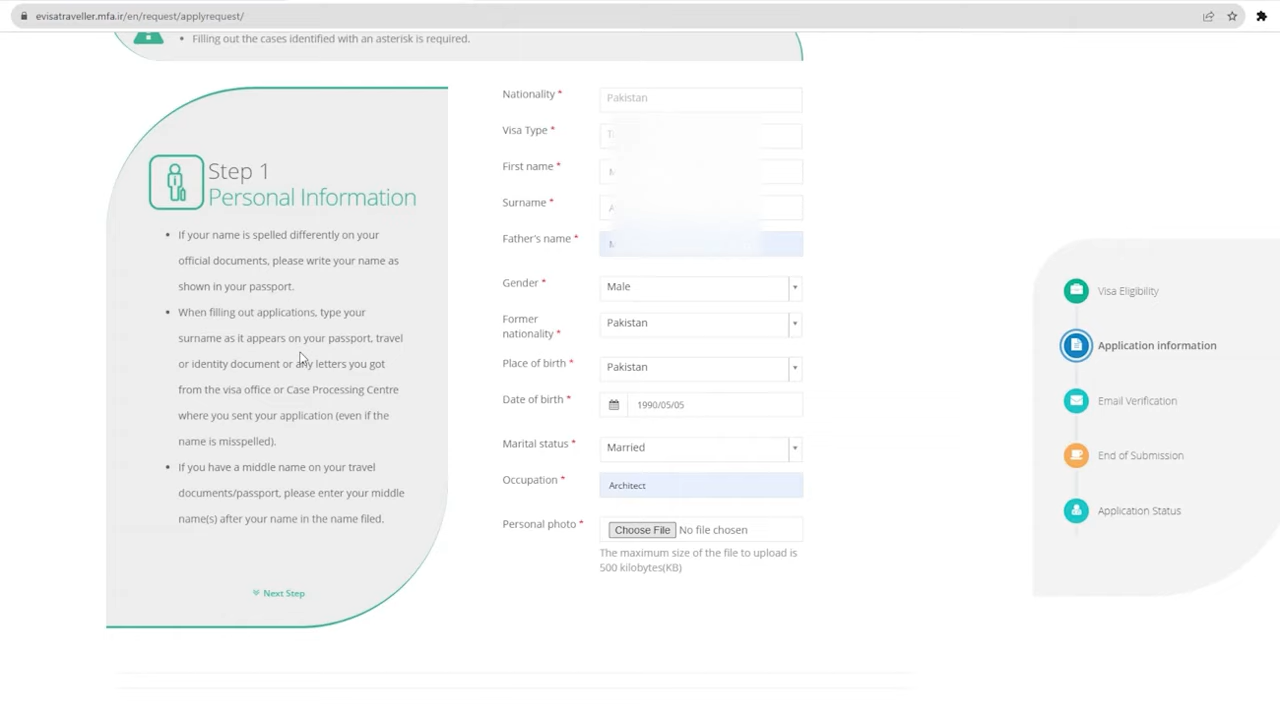 evisatraveller.mfa.ir/en/request/applyrequest/
• Filling out the cases identified with an asterisk is required.
Step 1
Personal Information
• If your name is spelled differently on your
official documents, please write your name as
shown in your passport.
• When filling out applications, type your
surname as it appears on your passport, travel
or identity document or any letters you got
from the visa office or Case Processing Centre
where you sent your application (even if the
name is misspelled).
• If you have a middle name on your travel
documents/passport, please enter your middle
name(s) after your name in the name filed.
Next Step
Nationality * Pakistan
Visa Type *
First name *
Surname *
Father's name *
Gender * Male
Former
nationality * Pakistan
Place of birth * Pakistan
Date of birth * 1990/05/05
Marital status * Married
Occupation * Architect
Personal photo * Choose File No file chosen
The maximum size of the file to upload is
500 kilobytes(KB)
Visa Eligibility
Application information
Email Verification
End of Submission
Application Status